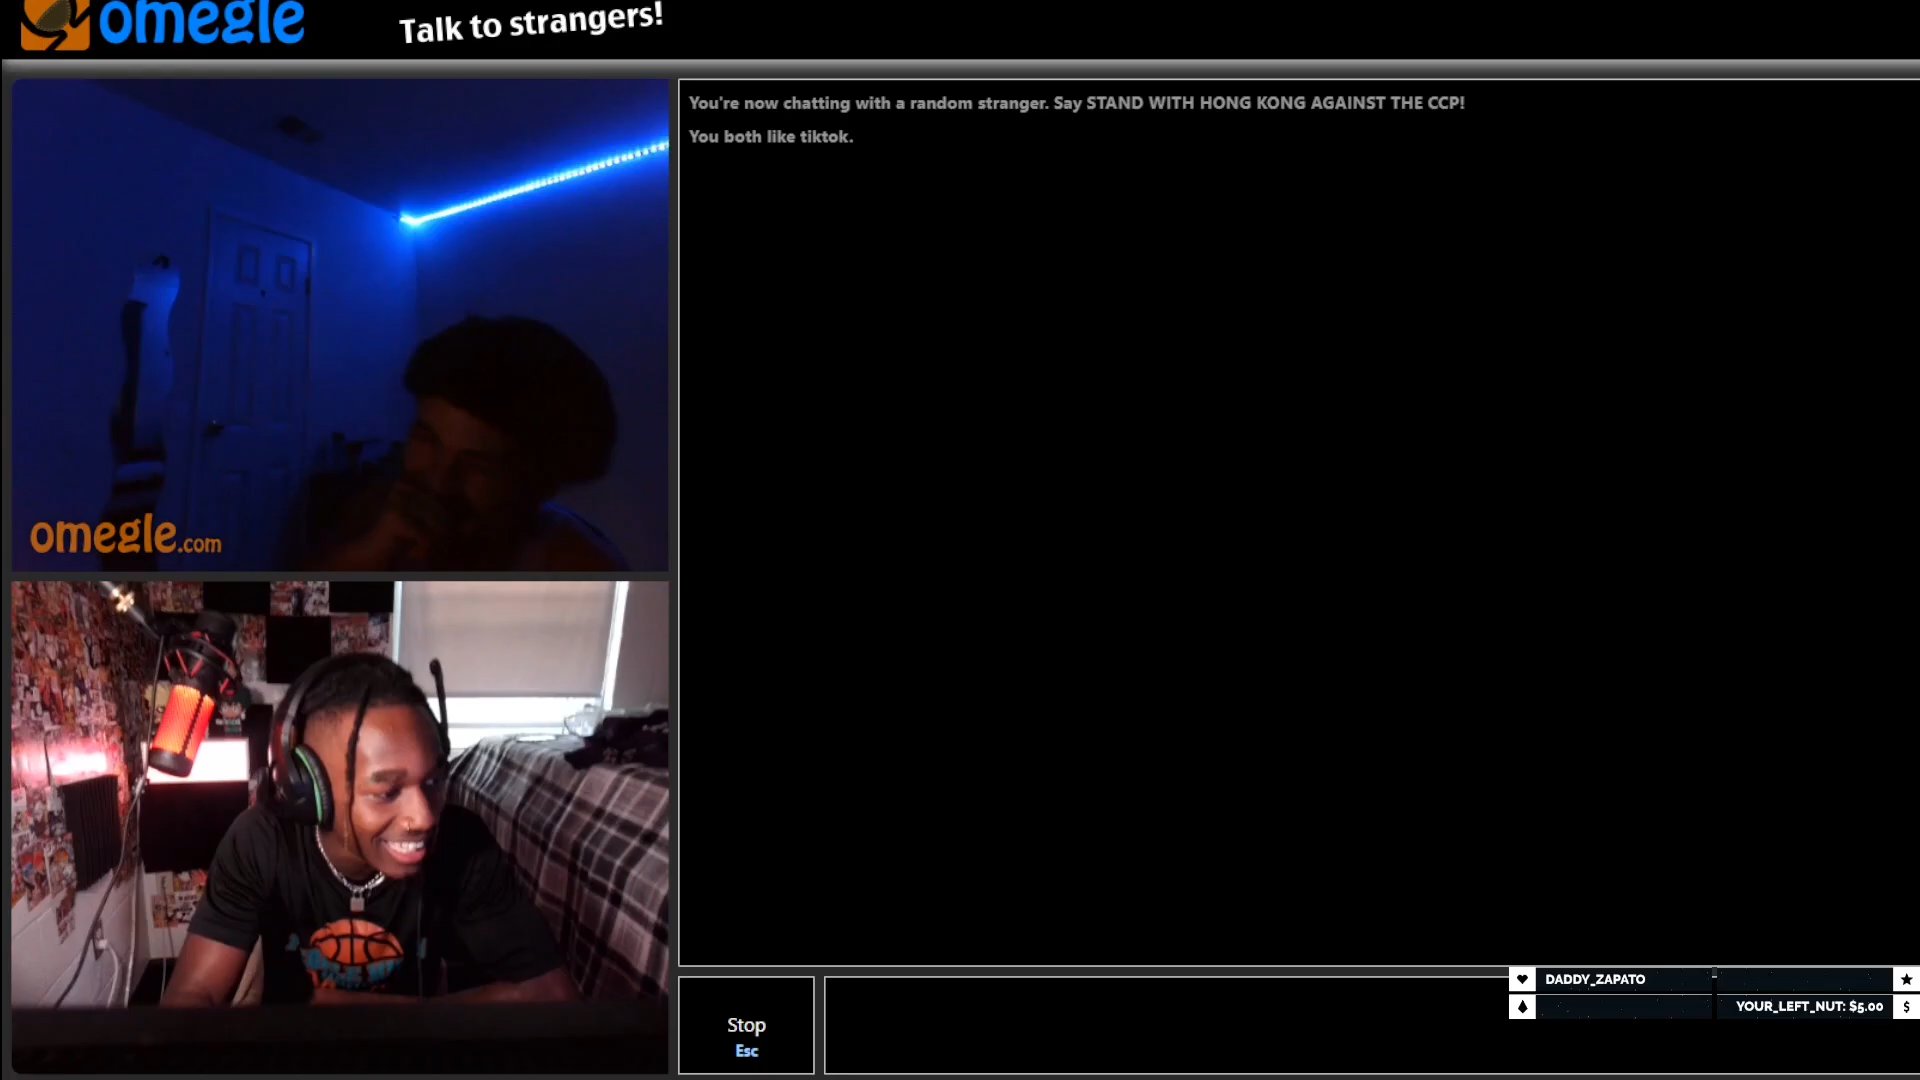 omegle
Talk to strangers!
You're now chatting with a random stranger. Say STAND WITH HONG KONG AGAINST THE CCP!
You both like tiktok.
omegle.com
Stop
Esc
DADDY_ZAPATO
YOUR_LEFT_NUT: $5.00
$